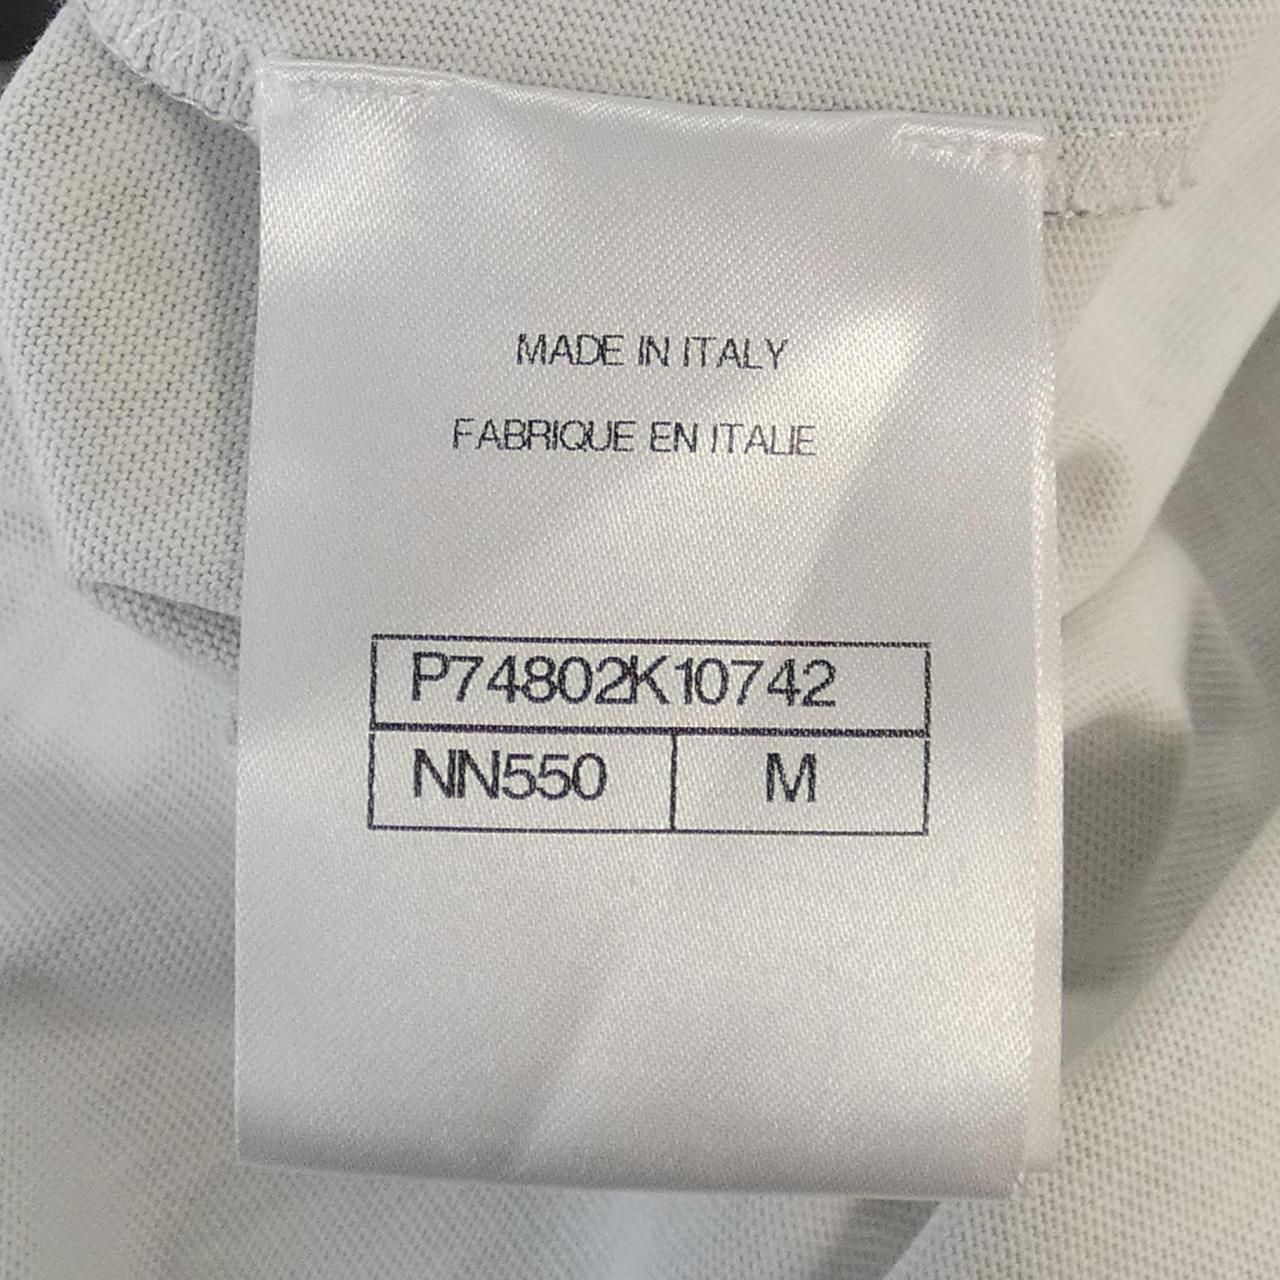 MADE IN ITALY
FABRIQUE EN ITALIE
P74802K10742
NN550 M